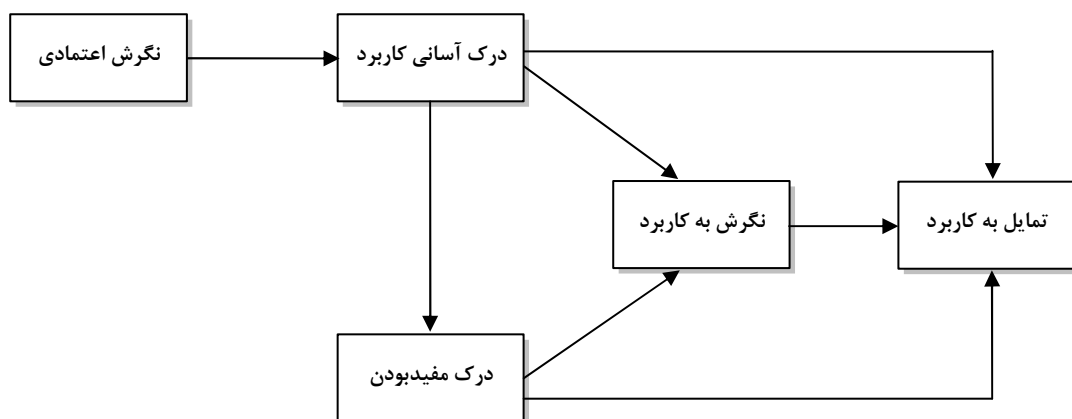 نگرش اعتمادی
درک آسانی کاربرد
نگرش به کاربرد
تمایل به کاربرد
درک مفیدبودن